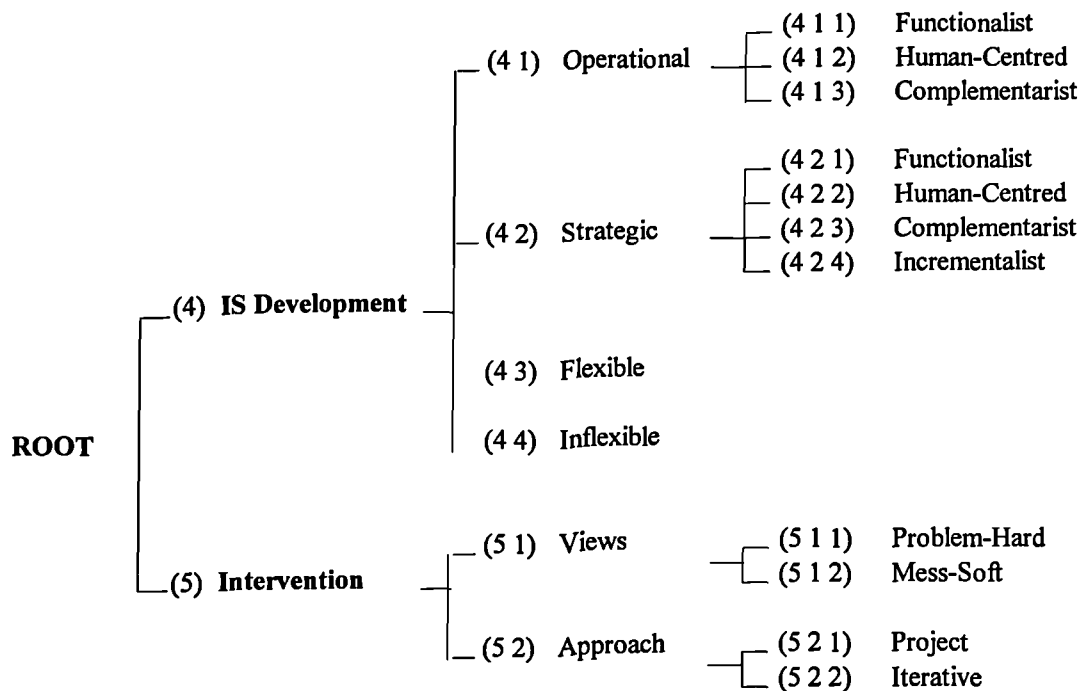 (4 1 1) Functionalist
(4 1) Operational (4 1 2) Human-Centred
(4 1 3) Complementarist
(4 2 1) Functionalist
(4 2 2) Human-Centred
(4 2) Strategic (4 2 3) Complementarist
(4 2 4) Incrementalist
(4) IS Development
(4 3) Flexible
ROOT (4 4) Inflexible
(5 1) Views (5 1 1) Problem-Hard
(5) Intervention (5 1 2) Mess-Soft
(5 2) Approach (5 2 1) Project
(5 2 2) Iterative